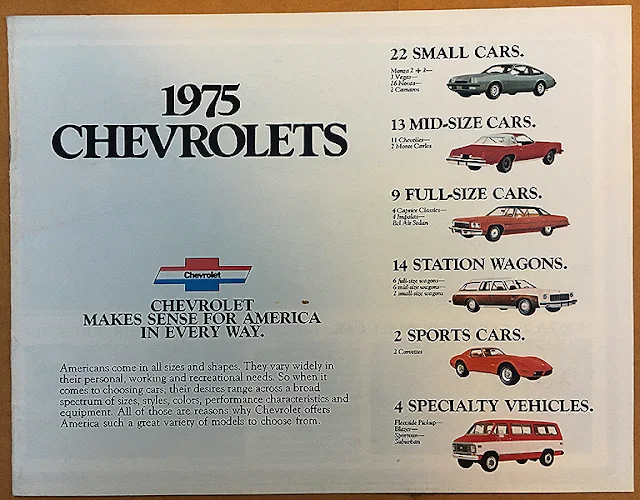 1975
CHEVROLETS
Chevrolet
CHEVROLET
MAKES SENSE FOR AMERICA
IN EVERY WAY.
Americans come in all sizes and shapes. They vary widely in
their personal, working and recreational needs. So when it
comes to choosing cars, their desires range across a broad
spectrum of sizes, styles, colors, performance characteristics and
equipment. All of those are reasons why Chevrolet offers
America such a great variety of models to choose from.
22 SMALL CARS.
Monza 2 + 2—
3 Vegas—
16 Novas—
2 Camaros
13 MID-SIZE CARS.
11 Chevelles—
2 Monte Carlos
9 FULL-SIZE CARS.
4 Caprice Classics—
4 Impalas—
Bel Air Sedan
14 STATION WAGONS.
6 full-size wagons—
6 mid-size wagons—
2 small-size wagons
2 SPORTS CARS.
2 Corvettes
4 SPECIALTY VEHICLES.
Fleetside Pickup—
Blazer—
Sportvan—
Suburban